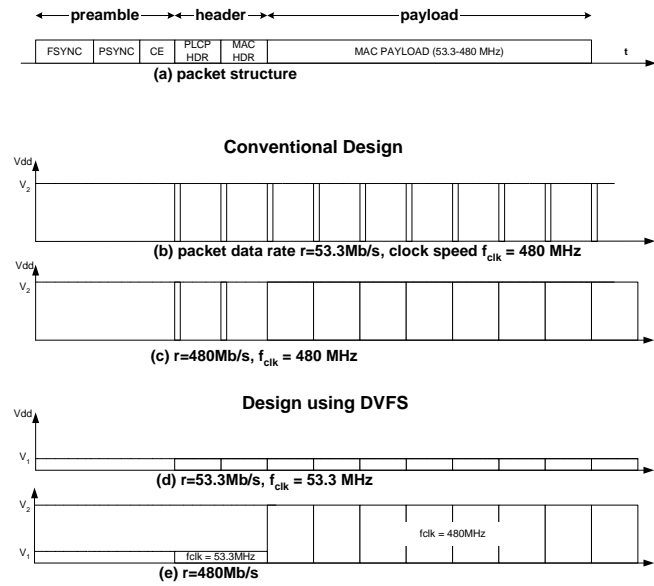 preamble header payload
FSYNC PSYNC CE PLCP HDR MAC HDR MAC PAYLOAD (53.3-480 MHz) t
(a) packet structure
Conventional Design
Vdd
V2
(b) packet data rate r=53.3Mb/s, clock speed fclk = 480 MHz
Vdd
V2
(c) r=480Mb/s, fclk = 480 MHz
Design using DVFS
Vdd
V1
(d) r=53.3Mb/s, fclk = 53.3 MHz
V2
fclk = 480MHz
V1
fclk = 53.3MHz
(e) r=480Mb/s